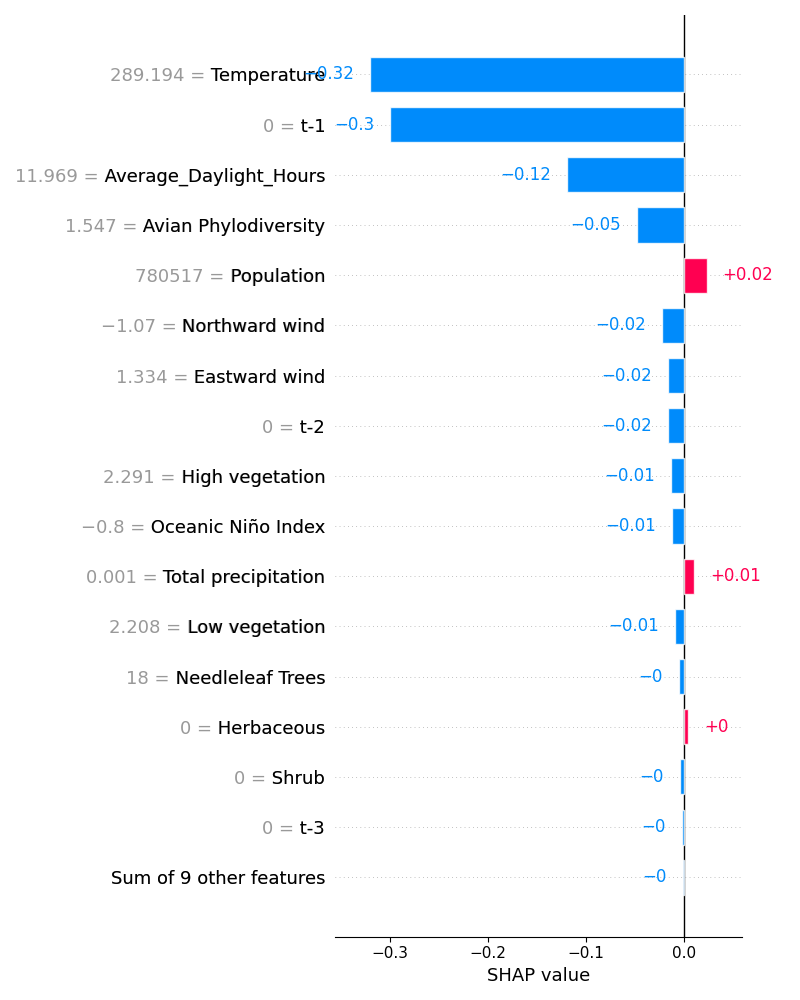 289.194 = Temperature −0.32
0 = t-1 −0.3
11.969 = Average_Daylight_Hours −0.12
1.547 = Avian Phylodiversity −0.05
780517 = Population +0.02
−1.07 = Northward wind −0.02
1.334 = Eastward wind −0.02
0 = t-2 −0.02
2.291 = High vegetation −0.01
−0.8 = Oceanic Niño Index −0.01
0.001 = Total precipitation +0.01
2.208 = Low vegetation −0.01
18 = Needleleaf Trees −0
0 = Herbaceous +0
0 = Shrub −0
0 = t-3 −0
Sum of 9 other features −0
−0.3 −0.2 −0.1 0.0
SHAP value